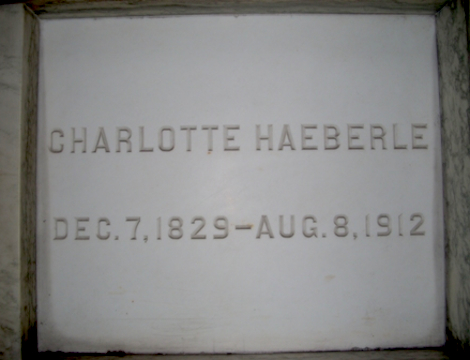 CHARLOTTE HAEBERLE
DEC. 7, 1829–AUG. 8, 1912